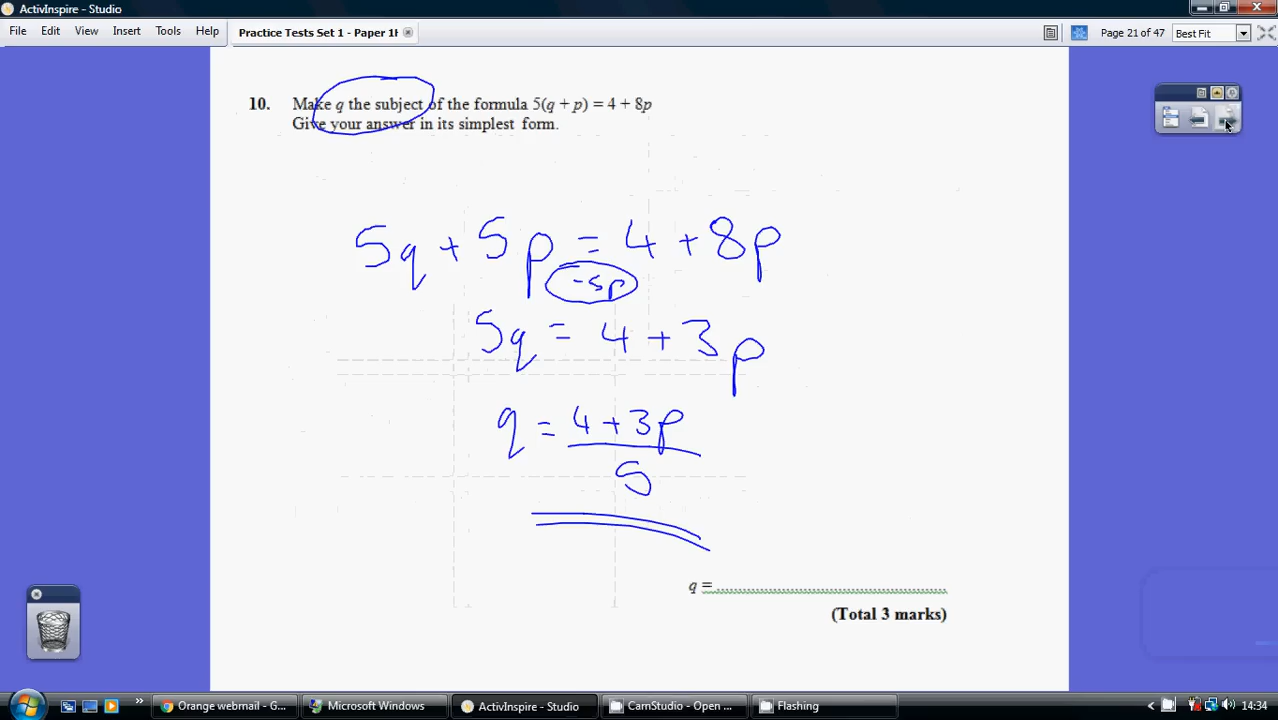 ActivInspire - Studio
File Edit View Insert Tools Help Practice Tests Set 1 - Paper 1H Page 21 of 47 Best Fit
10. Make q the subject of the formula 5(q + p) = 4 + 8p
Give your answer in its simplest form.
5q + 5p = 4 + 8p
-5p
5q = 4 + 3p
q = 4 + 3p
5
q =
(Total 3 marks)
Orange webmail - G... Microsoft Windows ActivInspire - Studio CamStudio - Open ... Flashing 14:34